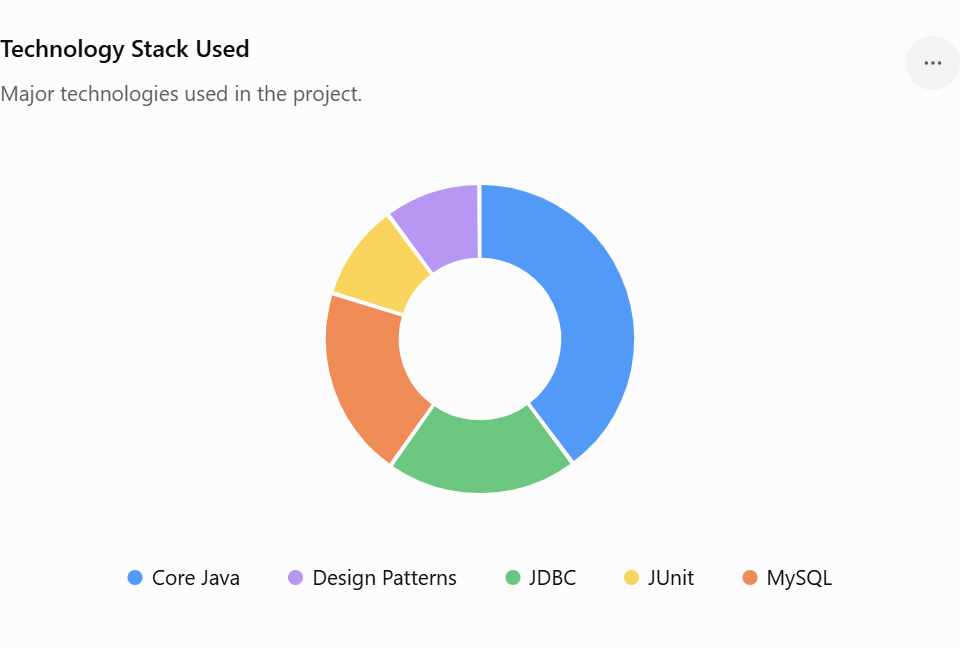 Technology Stack Used
Major technologies used in the project.
Core Java
Design Patterns
JDBC
JUnit
MySQL